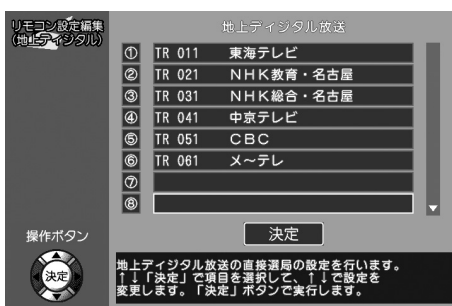 リモコン設定編集
(地上ディジタル)
地上ディジタル放送
① TR 011 東海テレビ
② TR 021 NHK教育・名古屋
③ TR 031 NHK総合・名古屋
④ TR 041 中京テレビ
⑤ TR 051 CBC
⑥ TR 061 メ～テレ
⑦
⑧
決定
操作ボタン
決定
地上ディジタル放送の直接選局の設定を行います。
↑↓「決定」で項目を選択して、↑↓で設定を
変更します。「決定」ボタンで実行します。